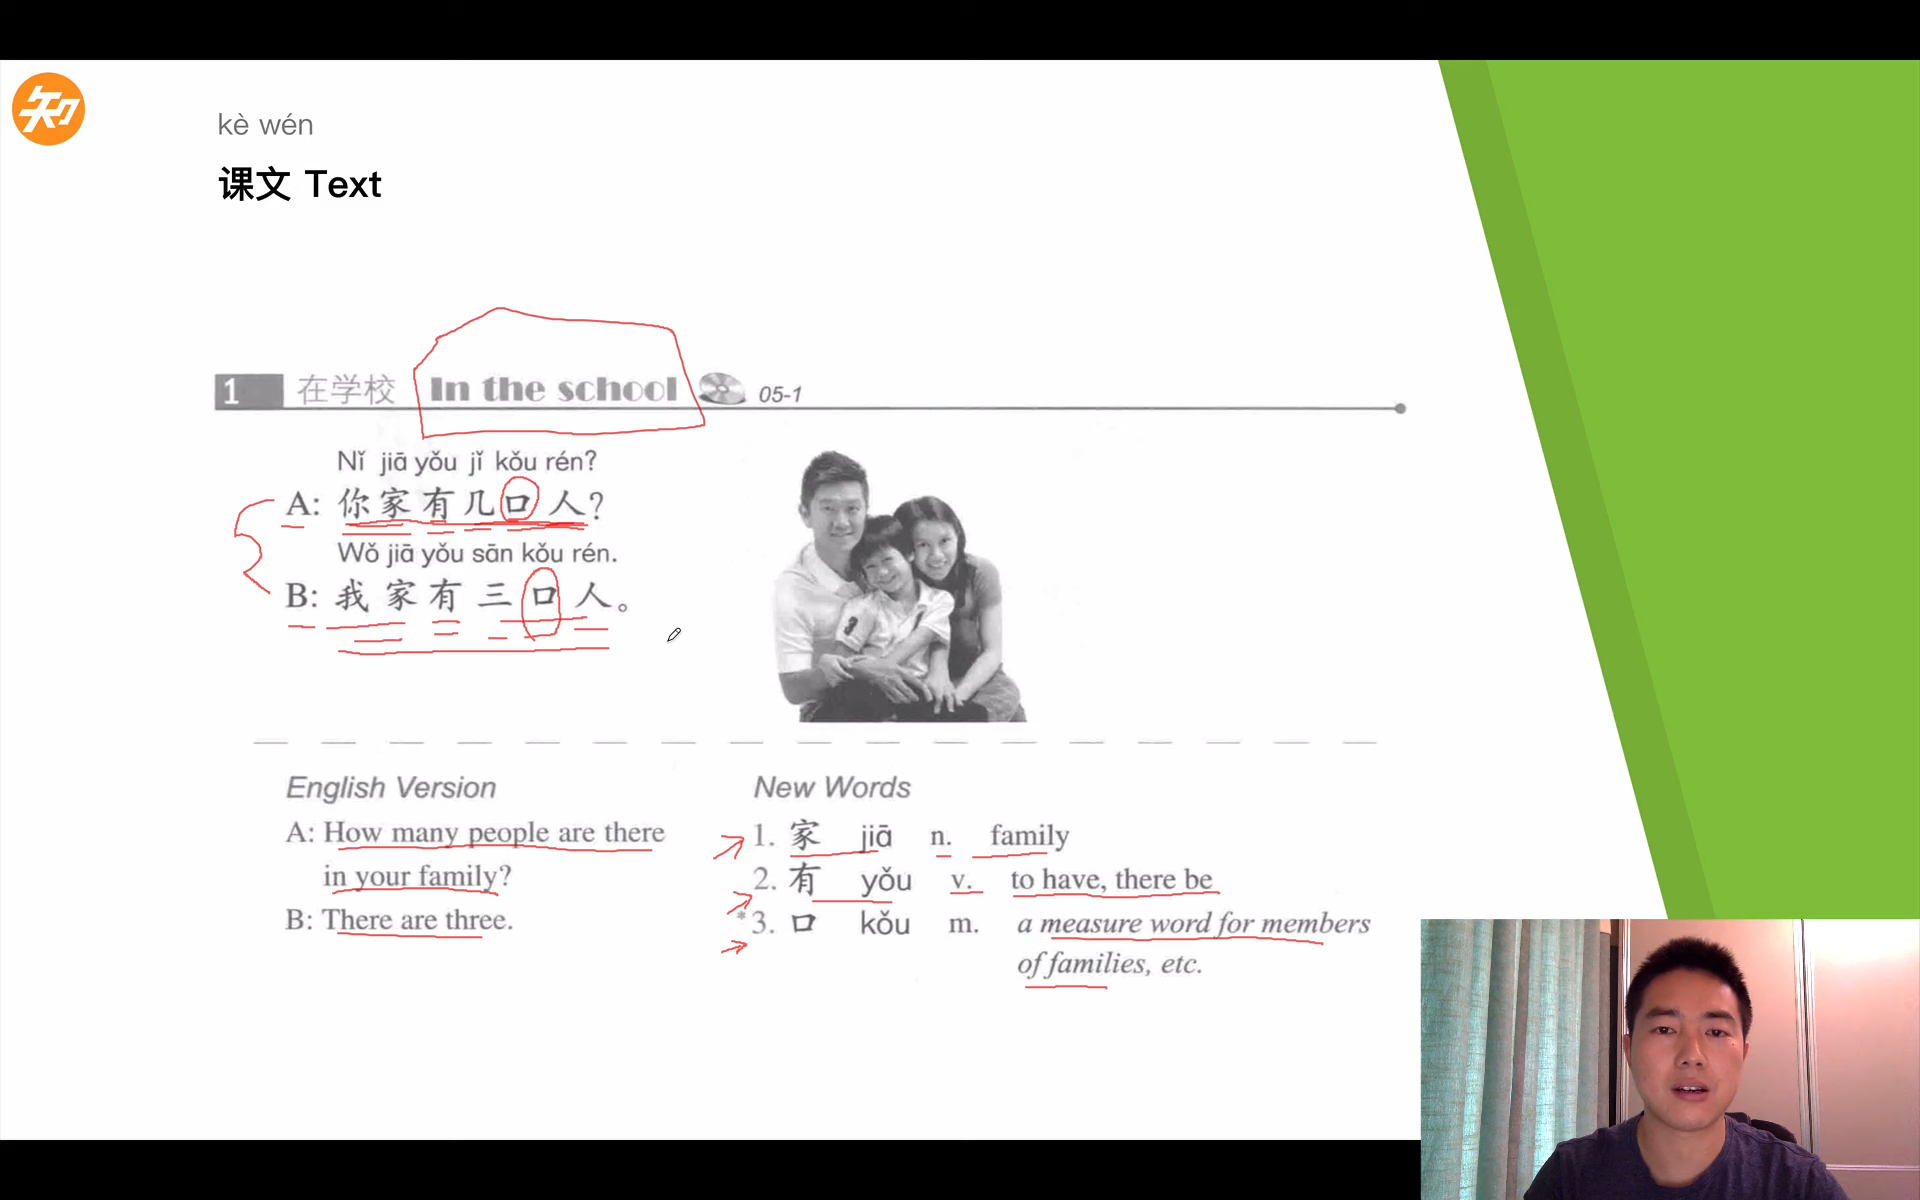 知
kè wén
课文 Text
1 在学校 In the school 05-1
Nǐ jiā yǒu jǐ kǒu rén?
A: 你家有几口人?
Wǒ jiā yǒu sān kǒu rén.
B: 我家有三口人。
English Version
A: How many people are there
in your family?
B: There are three.
New Words
1. 家 jiā n. family
2. 有 yǒu v. to have, there be
*3. 口 kǒu m. a measure word for members
of families, etc.